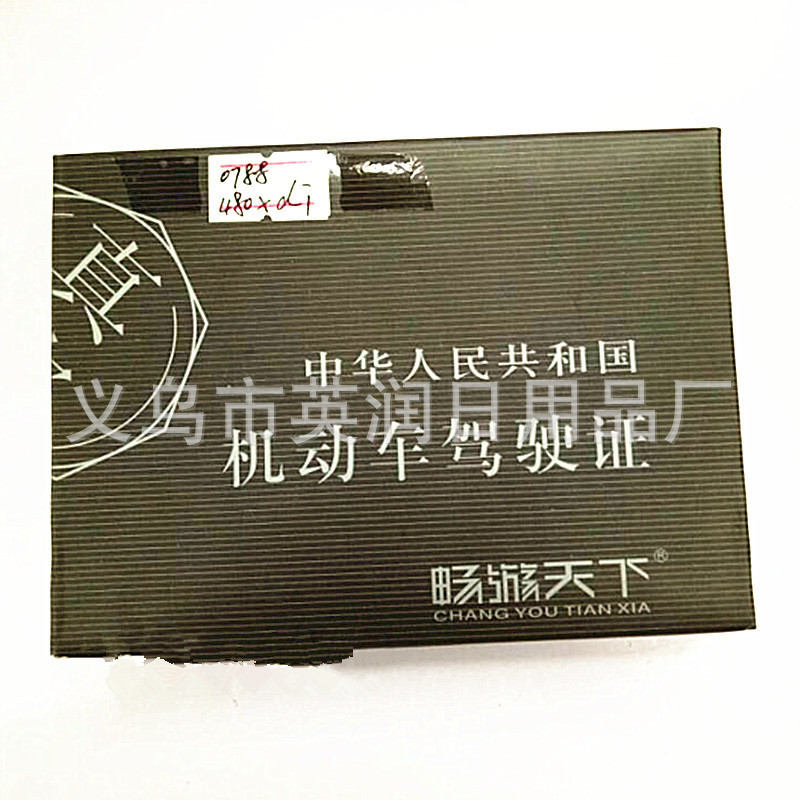 0788
480×
真
中华人民共和国
义乌市英润日用品厂
机动车驾驶证
畅游天下®
CHANG YOU TIAN XIA